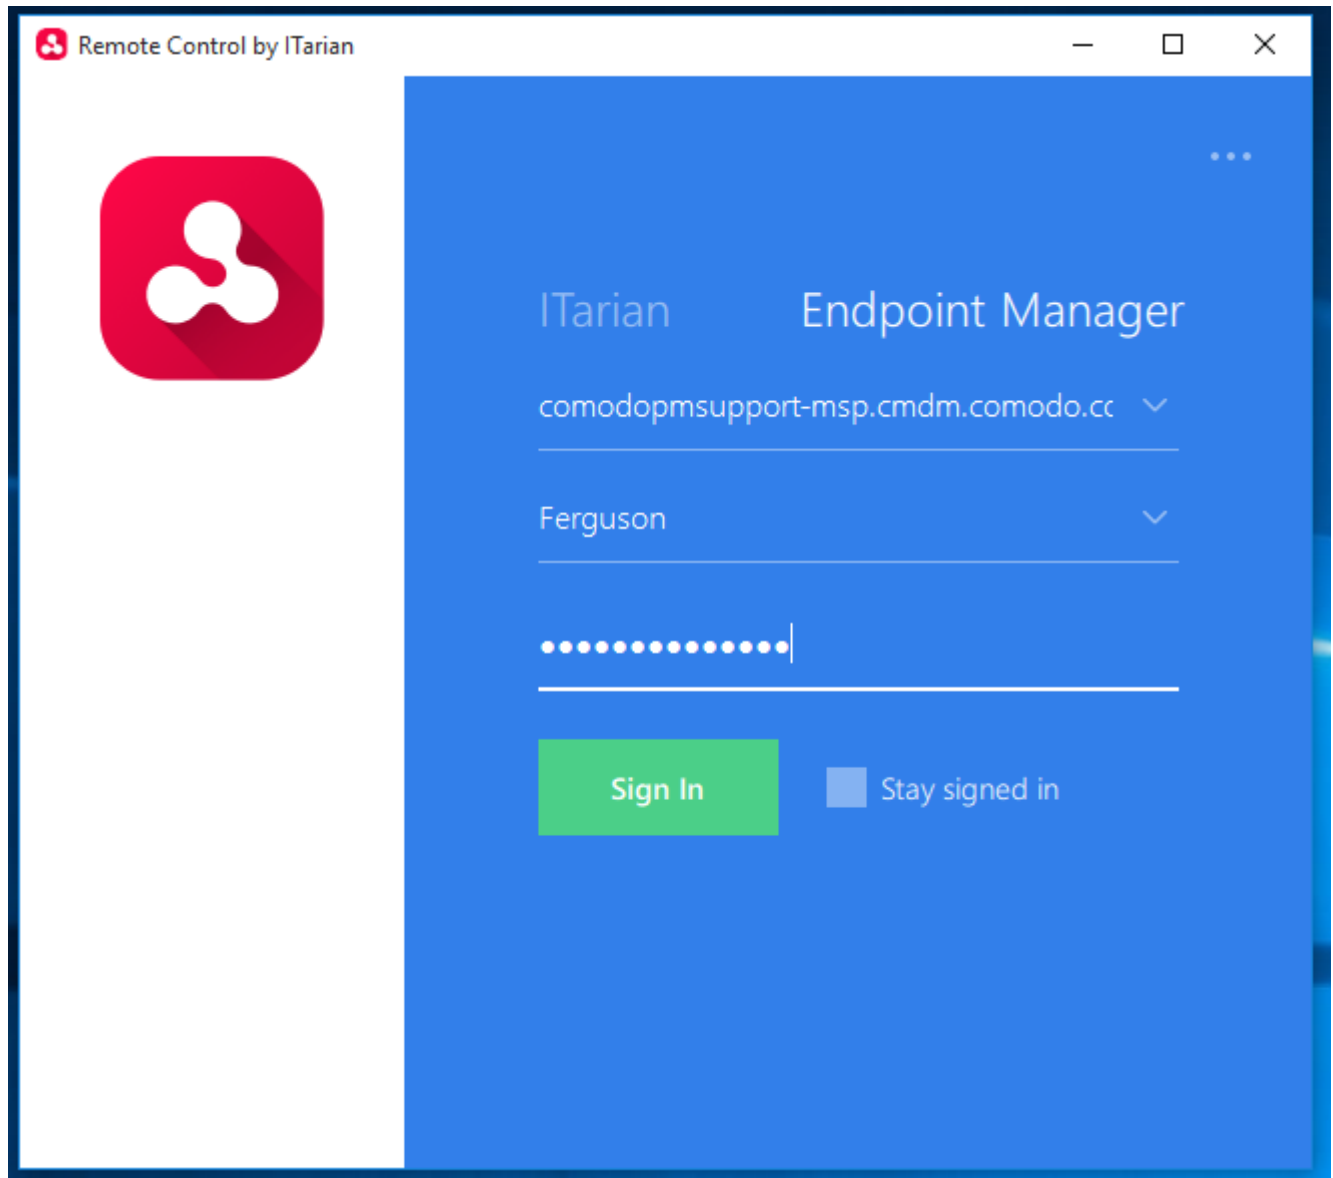 Remote Control by ITarian
ITarian Endpoint Manager
comodopmsupport-msp.cmdm.comodo.cc
Ferguson
••••••••••••••
Sign In Stay signed in